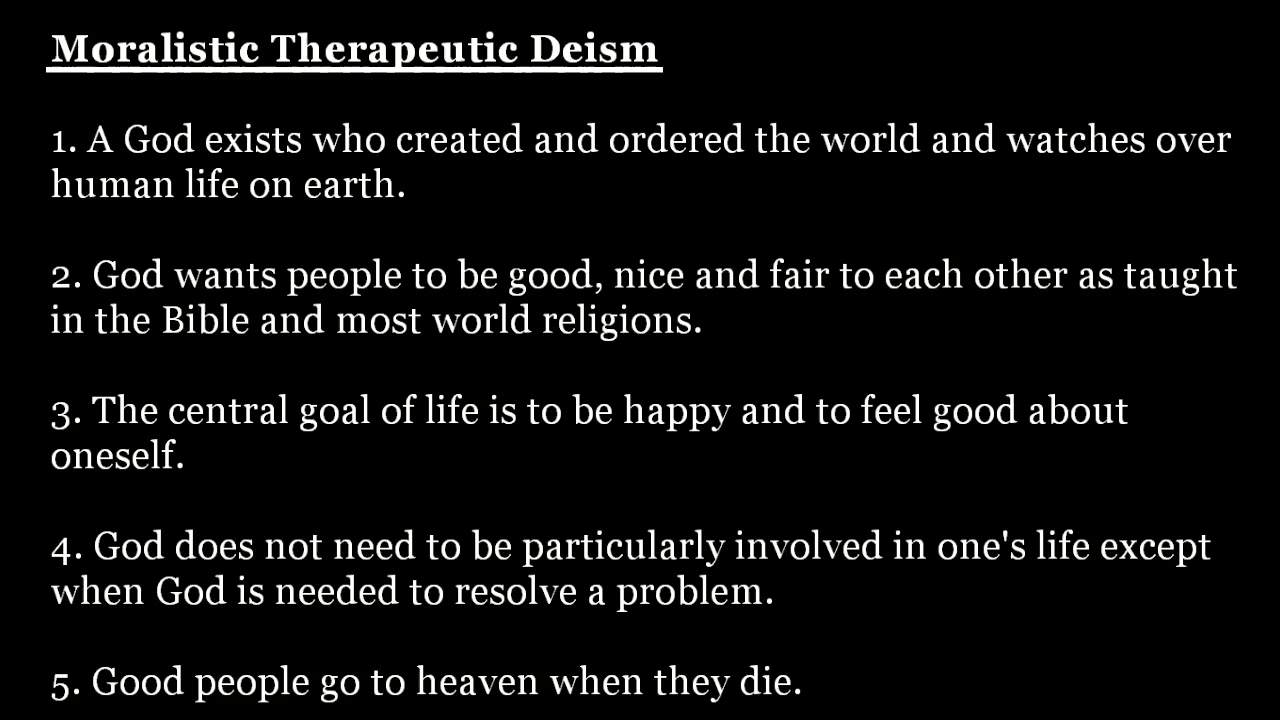 Moralistic Therapeutic Deism
1. A God exists who created and ordered the world and watches over
human life on earth.
2. God wants people to be good, nice and fair to each other as taught
in the Bible and most world religions.
3. The central goal of life is to be happy and to feel good about
oneself.
4. God does not need to be particularly involved in one's life except
when God is needed to resolve a problem.
5. Good people go to heaven when they die.